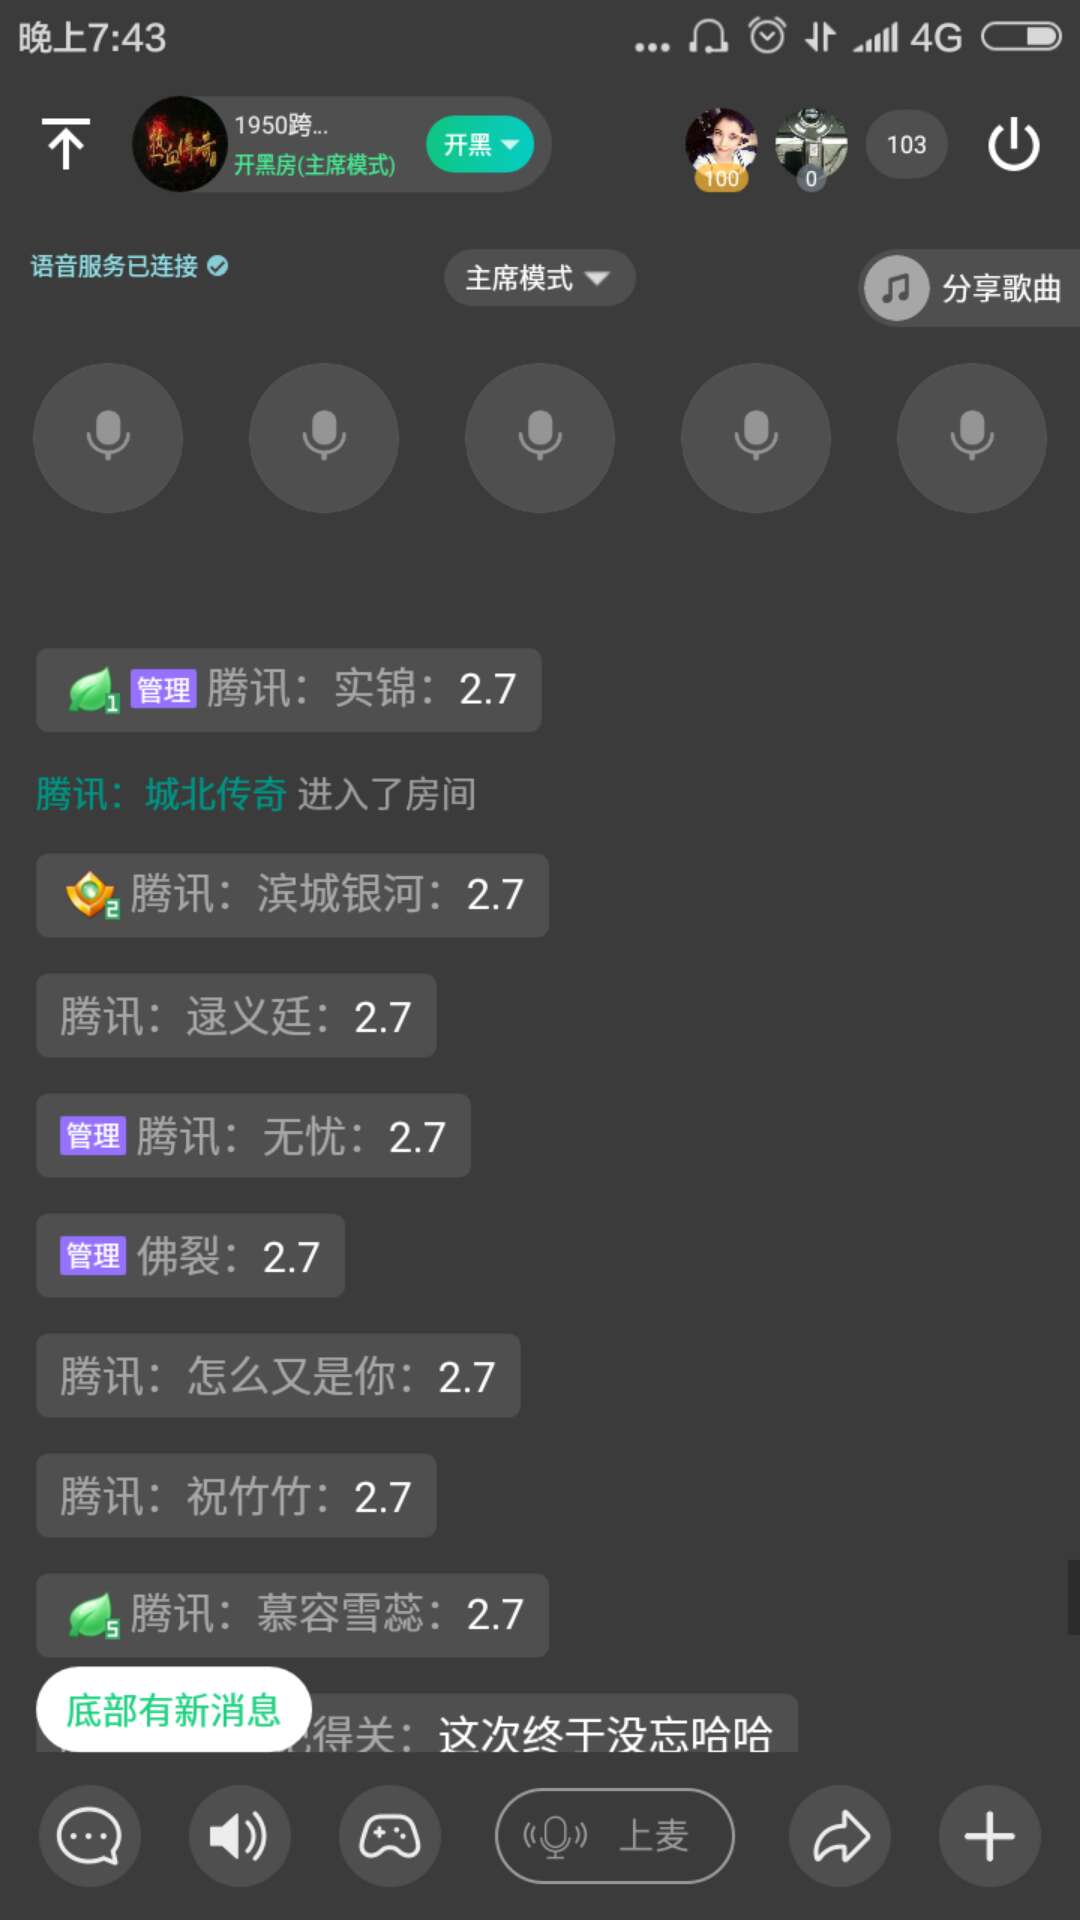 晚上7:43
... 4G
热血传奇
1950跨...
开黑房(主席模式)
开黑
100
0
103
语音服务已连接
主席模式
分享歌曲
1 管理 腾讯：实锦：2.7
腾讯：城北传奇 进入了房间
2 腾讯：滨城银河：2.7
腾讯：逯义廷：2.7
管理 腾讯：无忧：2.7
管理 佛裂：2.7
腾讯：怎么又是你：2.7
腾讯：祝竹竹：2.7
5 腾讯：慕容雪蕊：2.7
底部有新消息
得关：这次终于没忘哈哈
上麦